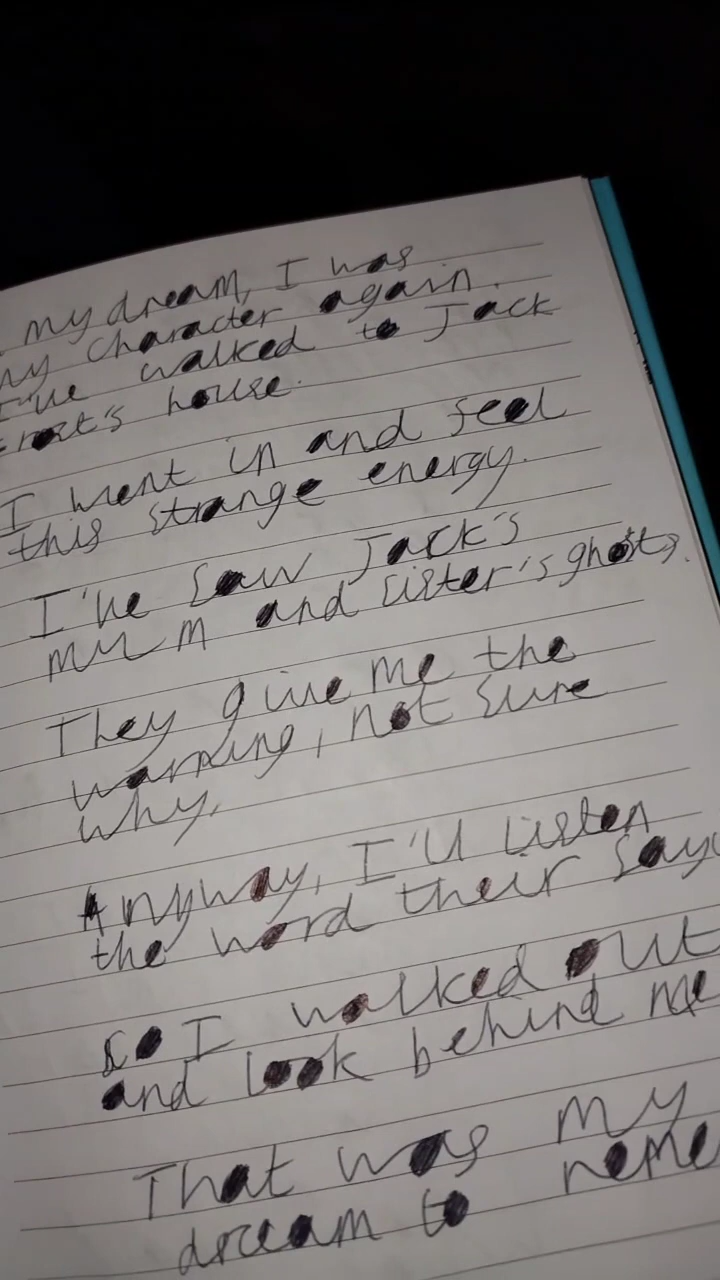 my dream, I was
my character again.
I've walked to Jack
Frost's house.
I went in and feel
this strange energy.
I've saw Jack's
mum and sister's ghosts.
They give me the
warning, not sure
why.
Anyway, I'll listen
the word their say
so I walked out
and look behind me
That was my
dream to reme